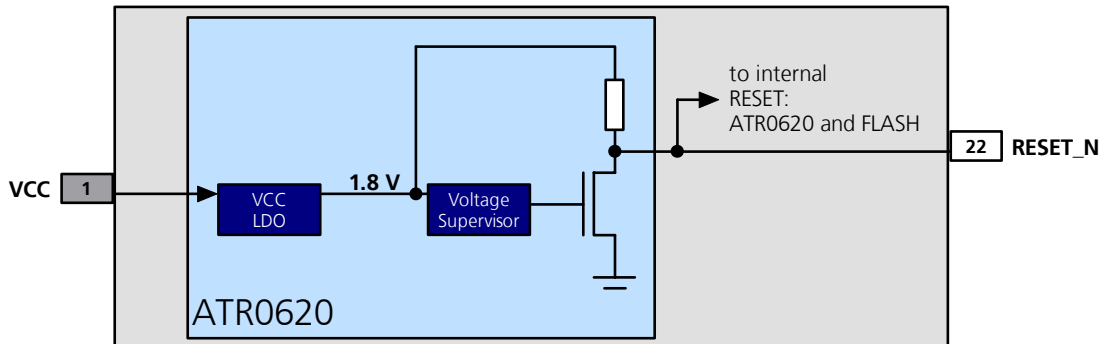 to internal
RESET:
ATR0620 and FLASH
22 RESET_N
VCC 1
1.8 V
VCC
LDO
Voltage
Supervisor
ATR0620